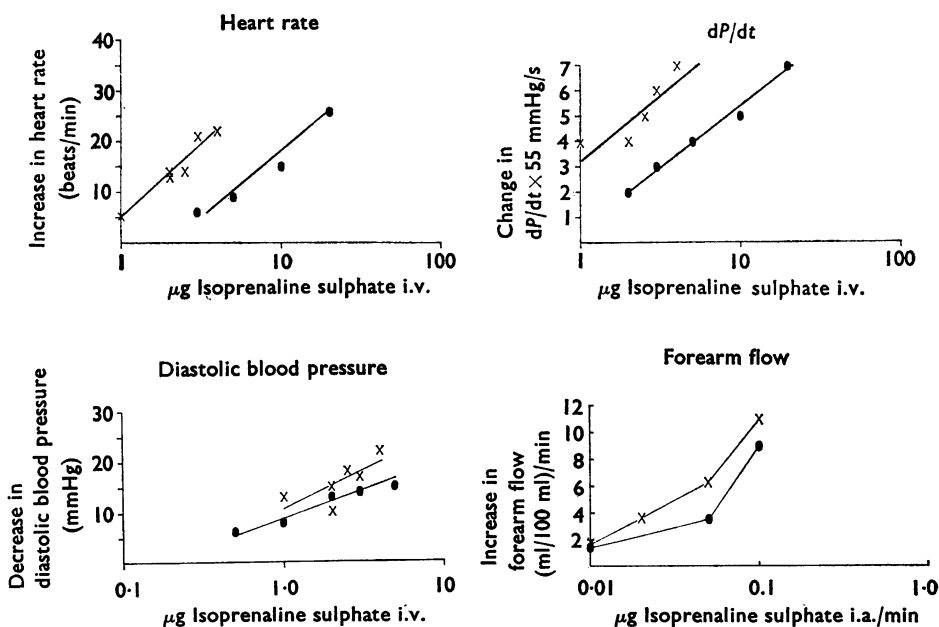 Heart rate
Increase in heart rate
(beats/min)
40
30
20
10
1
10
100
μg Isoprenaline sulphate i.v.
dP/dt
Change in
dP/dt × 55 mmHg/s
7
6
5
4
3
2
1
1
10
100
μg Isoprenaline sulphate i.v.
Diastolic blood pressure
Decrease in
diastolic blood pressure
(mmHg)
30
20
10
0·1
1·0
10
μg Isoprenaline sulphate i.v.
Forearm flow
Increase in
forearm flow
(ml/100 ml)/min
12
10
8
6
4
2
0·01
0.1
1·0
μg Isoprenaline sulphate i.a./min